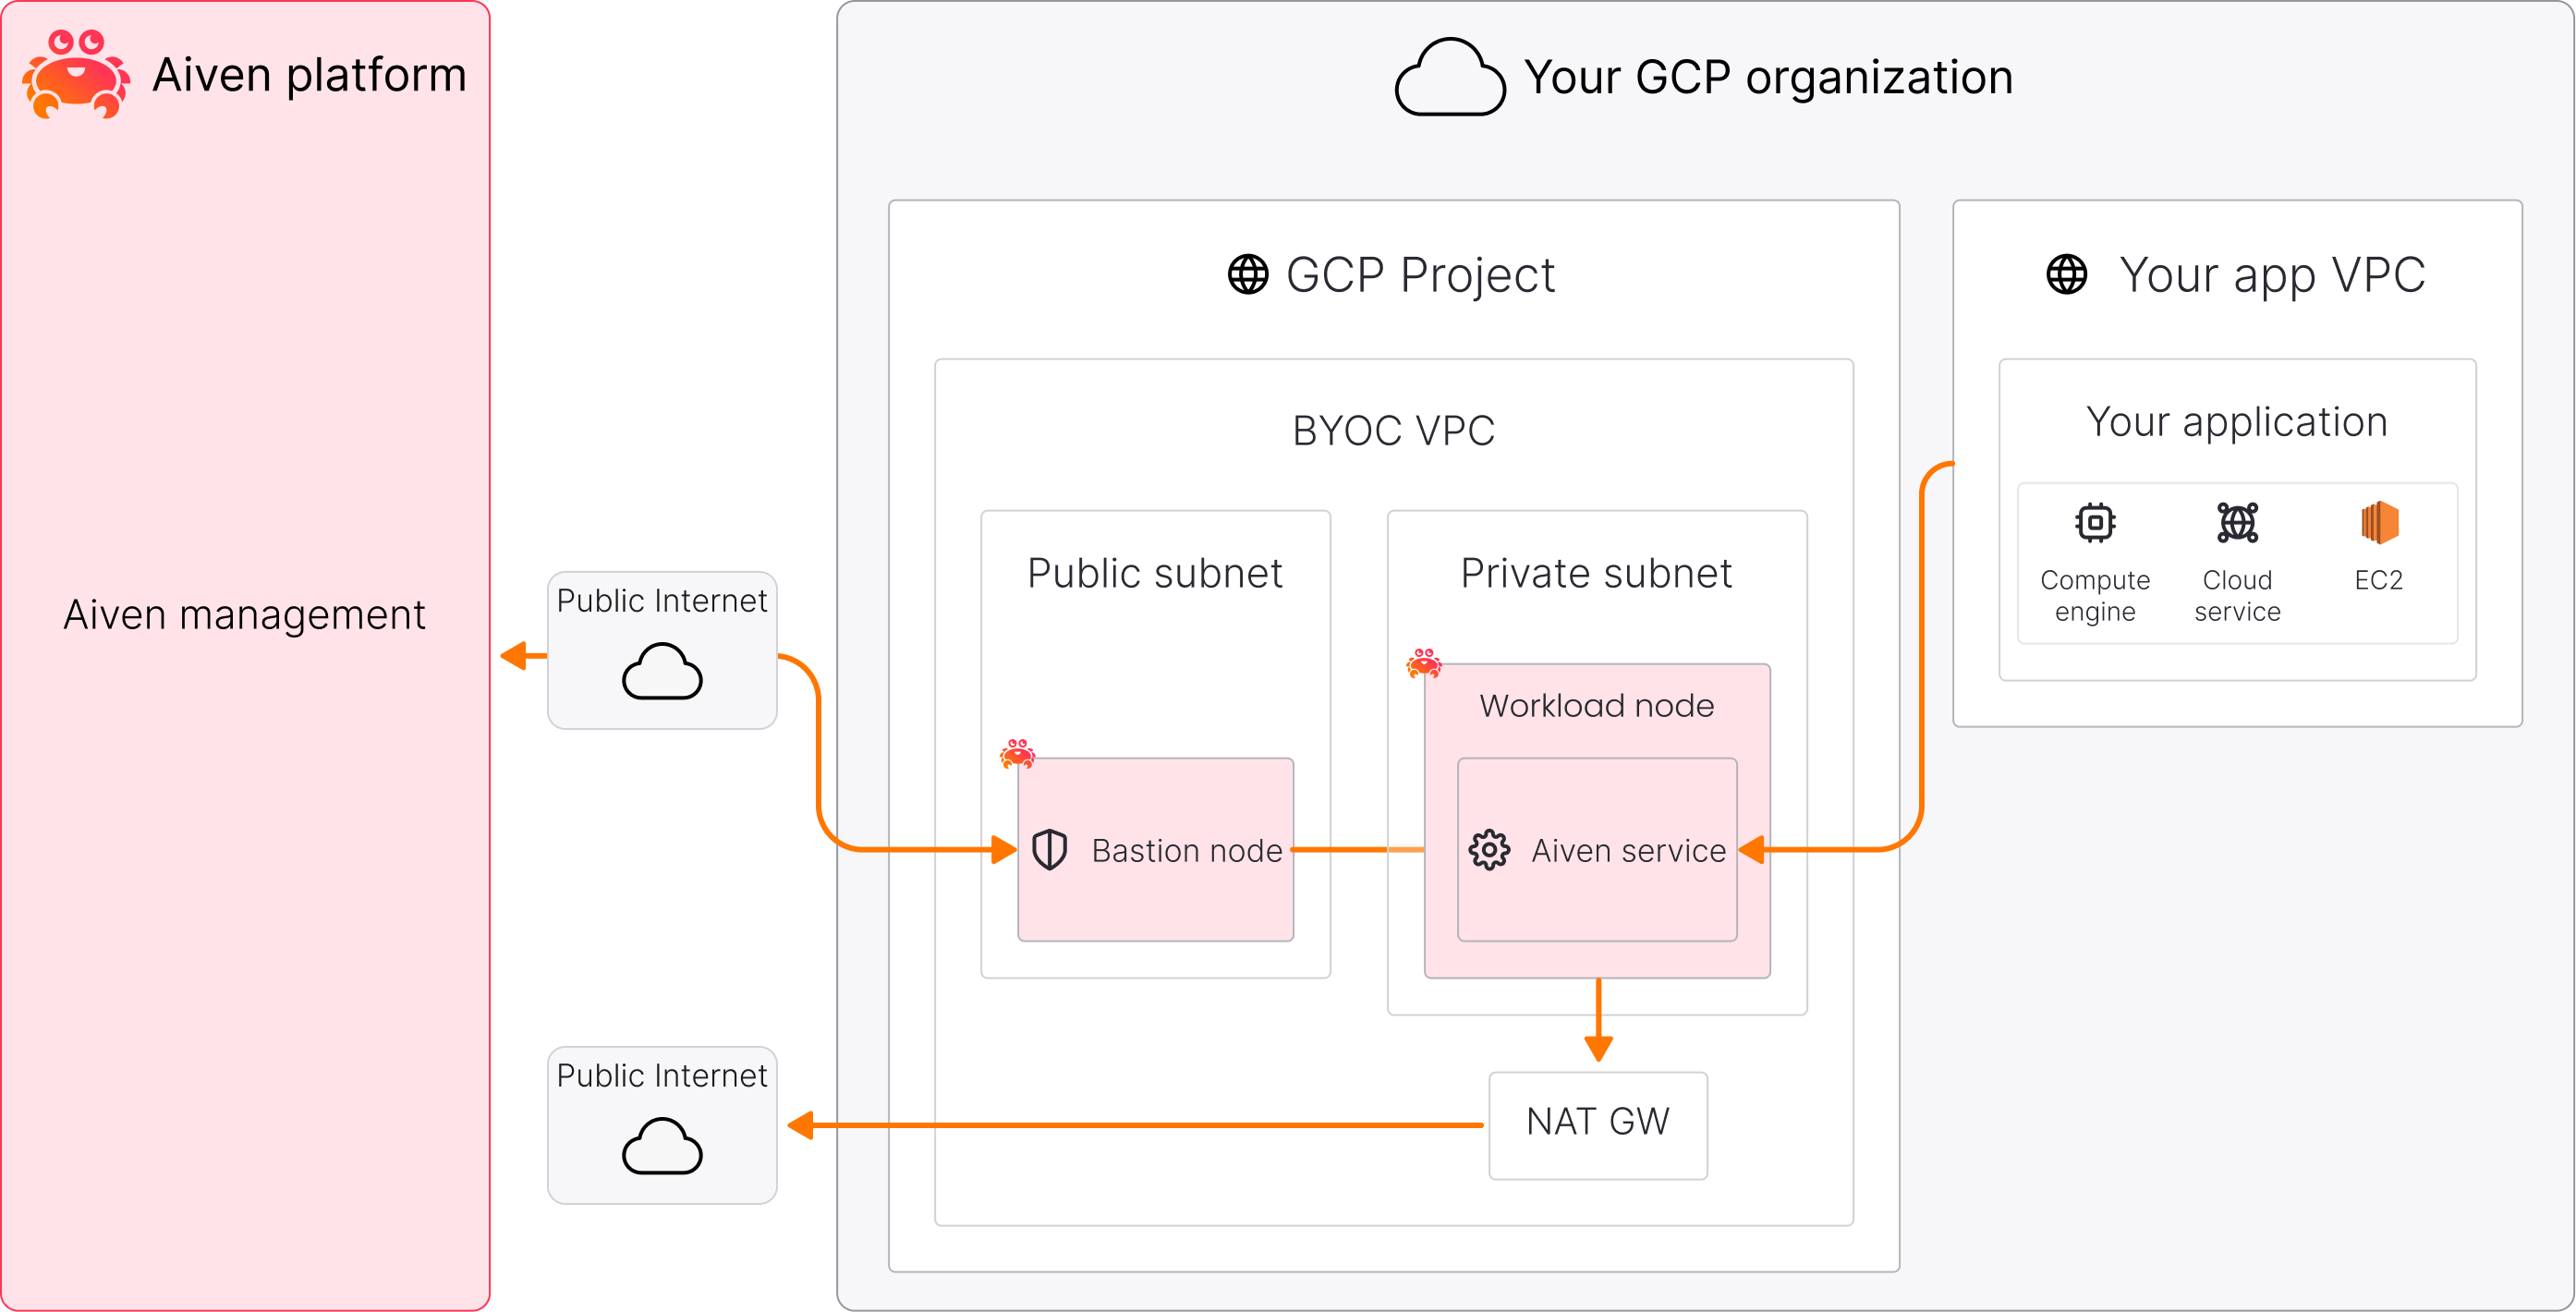 Aiven platform
Aiven management
Public Internet
Public Internet
Your GCP organization
GCP Project
BYOC VPC
Public subnet
Bastion node
Private subnet
Workload node
Aiven service
NAT GW
Your app VPC
Your application
Compute
engine
Cloud
service
EC2